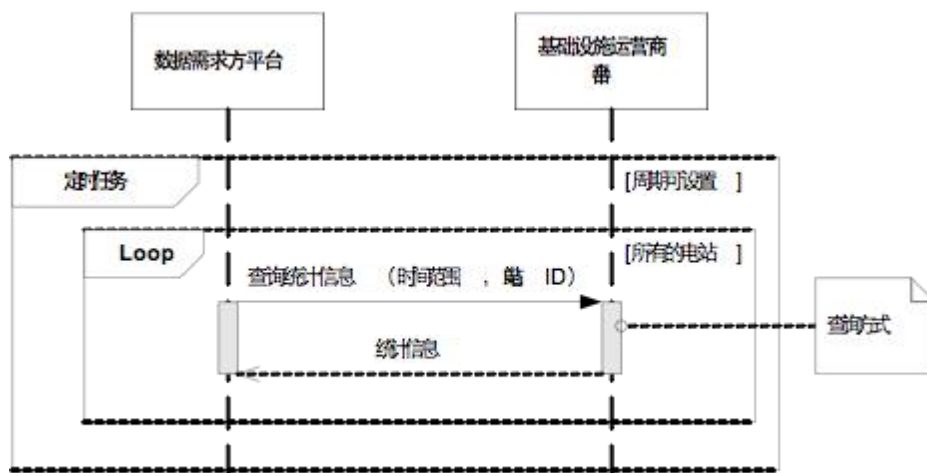 数据需求方平台
基础设施运营商
定时任务
[周期可设置 ]
Loop
[所有的电站 ]
查询统计信息 （时间范围 ， ID）
统计信息
查询方式